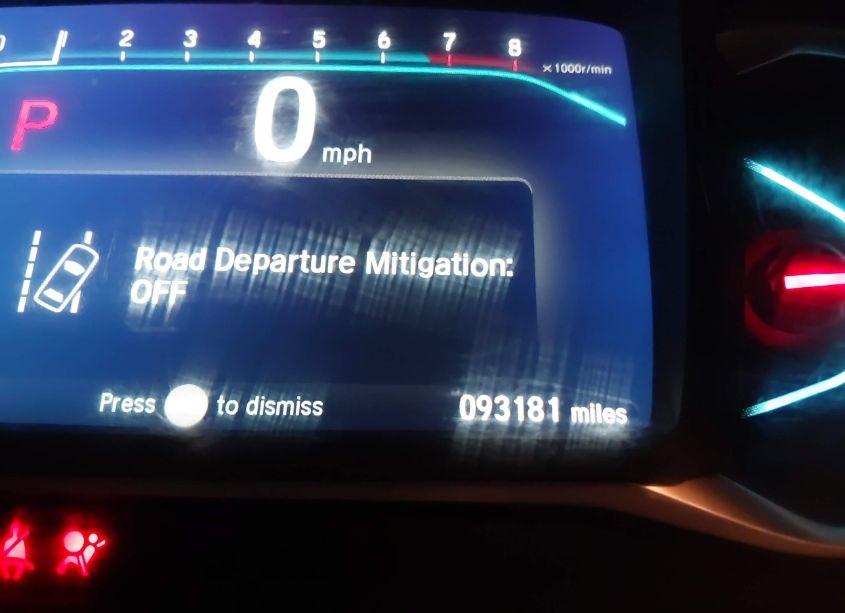 2 3 4 5 6 7 8
x1000r/min
P
0 mph
Road Departure Mitigation:
OFF
Press to dismiss
093181 miles